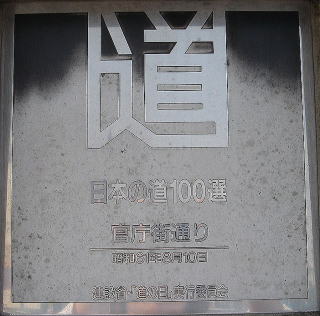 道
日本の道100選
官庁街通り
昭和61年8月10日
建設省・「道の日」実行委員会